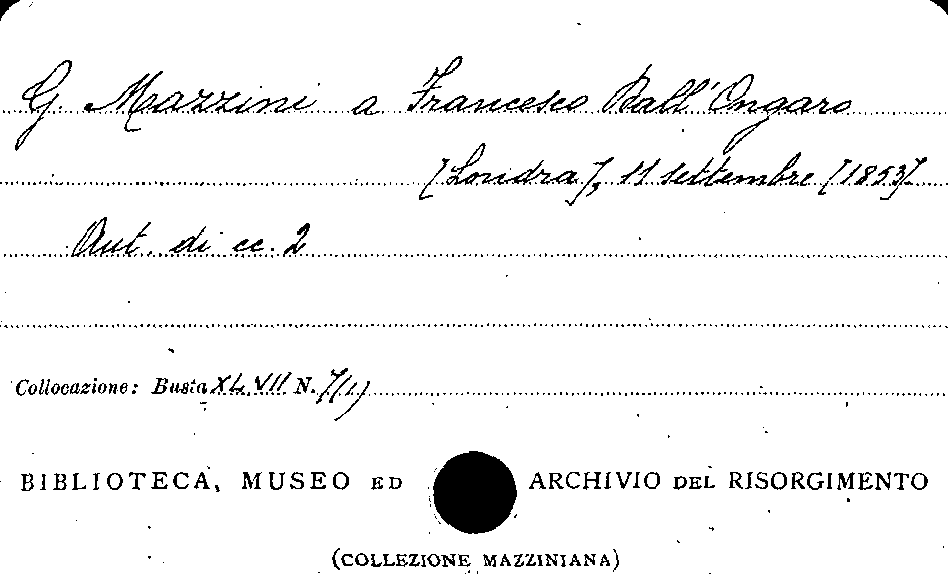 G. Mazzini a Francesco Dall'Ongaro
[Londra], 11 settembre [1853].
Aut. di cc. 2
Collocazione: Busta XLVII N. 7(1)
BIBLIOTECA, MUSEO ED ARCHIVIO DEL RISORGIMENTO
(COLLEZIONE MAZZINIANA)